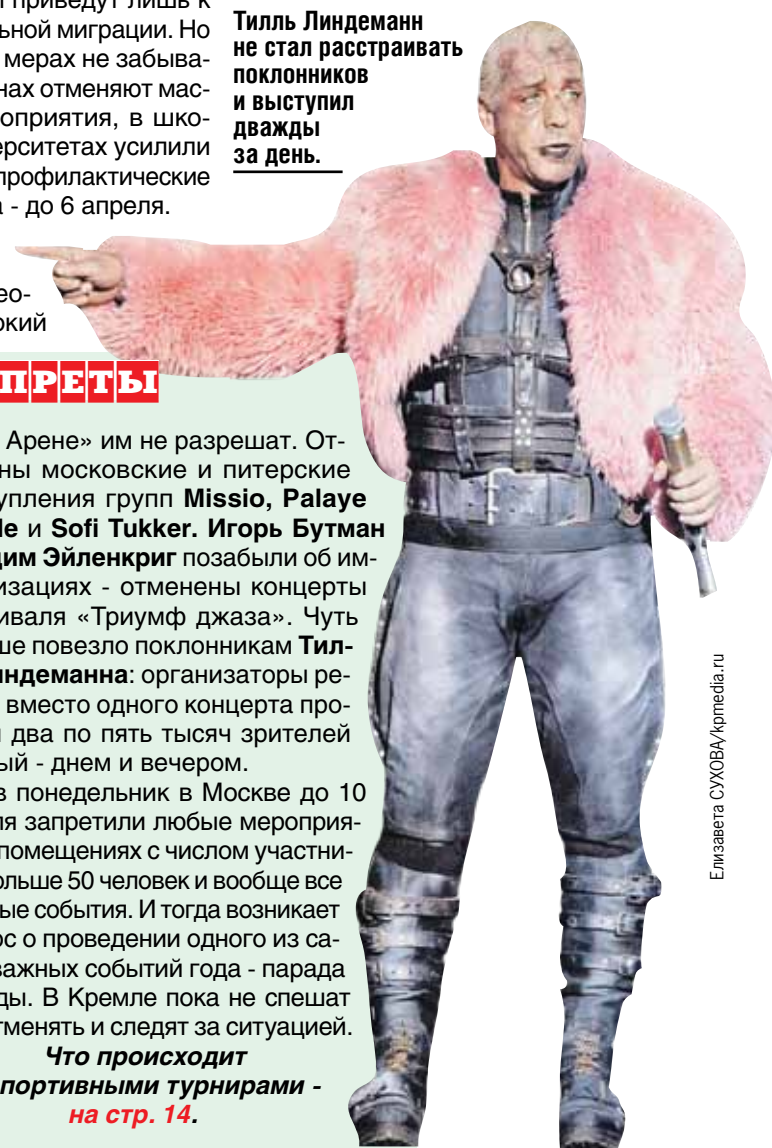 приведут лишь к
ьной миграции. Но
мерах не забыва-
нах отменяют мас-
оприятия, в шко-
ерситетах усилили
профилактические
- до 6 апреля.
ео-
окий
Тилль Линдеманн
не стал расстраивать
поклонников
и выступил
дважды
за день.
ПРЕТЫ
Арене» им не разрешат. От-
ны московские и питерские
упления групп Missio, Palaye
le и Sofi Tukker. Игорь Бутман
дим Эйленкриг позабыли об им-
изациях - отменены концерты
иваля «Триумф джаза». Чуть
ше повезло поклонникам Тил-
индеманна: организаторы ре-
вместо одного концерта про-
и два по пять тысяч зрителей
ый - днем и вечером.
в понедельник в Москве до 10
ля запретили любые мероприя-
помещениях с числом участни-
ольше 50 человек и вообще все
ые события. И тогда возникает
ос о проведении одного из са-
важных событий года - парада
ды. В Кремле пока не спешат
тменять и следят за ситуацией.
Что происходит
портивными турнирами -
на стр. 14.
Елизавета СУХОВА/kpmedia.ru